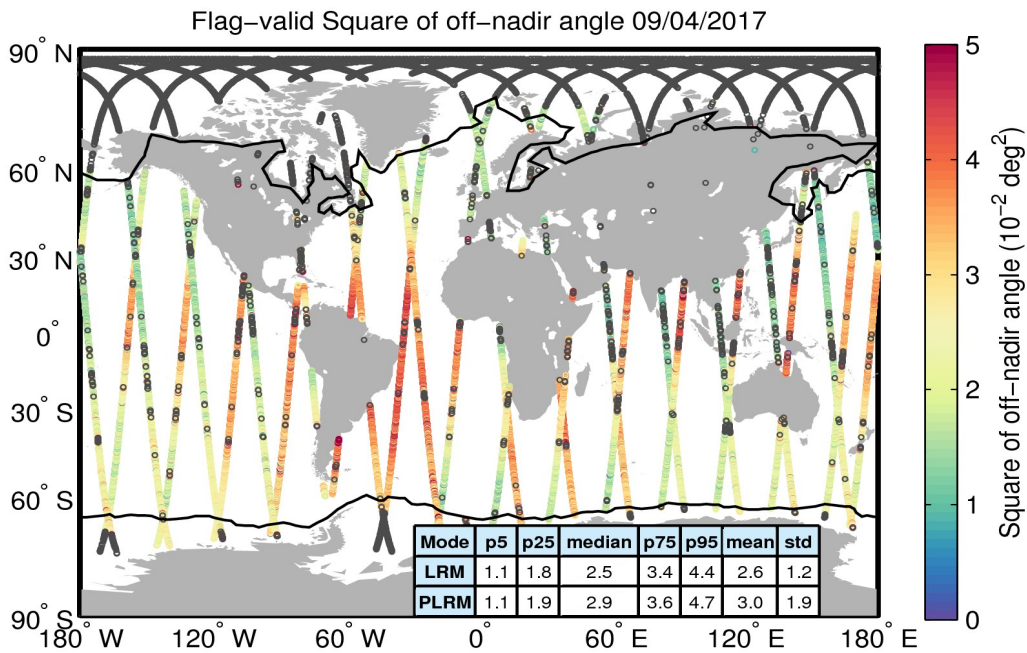 Flag−valid Square of off−nadir angle 09/04/2017
90° N
60° N
30° N
0°
30° S
60° S
90° S
180° W
120° W
60° W
0°
60° E
120° E
180° E
Mode p5 p25 median p75 p95 mean std
LRM 1.1 1.8 2.5 3.4 4.4 2.6 1.2
PLRM 1.1 1.9 2.9 3.6 4.7 3.0 1.9
5
4
3
2
1
0
Square of off−nadir angle (10⁻² deg²)